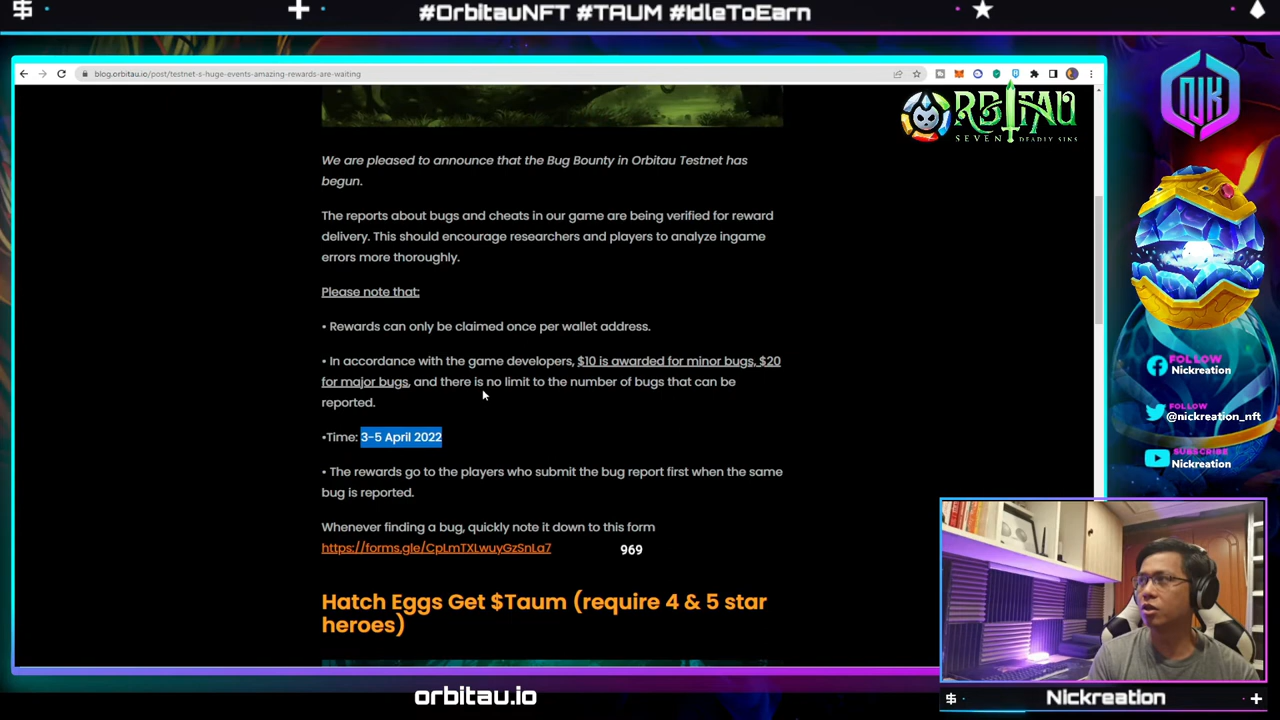 #OrbitauNFT #TAUM #IdleToEarn
blog.orbitau.io/post/testnet-s-huge-events-amazing-rewards-are-waiting
ORBITAU
SEVEN DEADLY SINS
We are pleased to announce that the Bug Bounty in Orbitau Testnet has
begun.
The reports about bugs and cheats in our game are being verified for reward
delivery. This should encourage researchers and players to analyze ingame
errors more thoroughly.
Please note that:
• Rewards can only be claimed once per wallet address.
• In accordance with the game developers, $10 is awarded for minor bugs, $20
for major bugs, and there is no limit to the number of bugs that can be
reported.
•Time: 3-5 April 2022
• The rewards go to the players who submit the bug report first when the same
bug is reported.
Whenever finding a bug, quickly note it down to this form
https://forms.gle/CpLmTXLwuyGzSnLa7
969
Hatch Eggs Get $Taum (require 4 & 5 star
heroes)
FOLLOW
Nickreation
FOLLOW
@nickreation_nft
SUBSCRIBE
Nickreation
orbitau.io
Nickreation